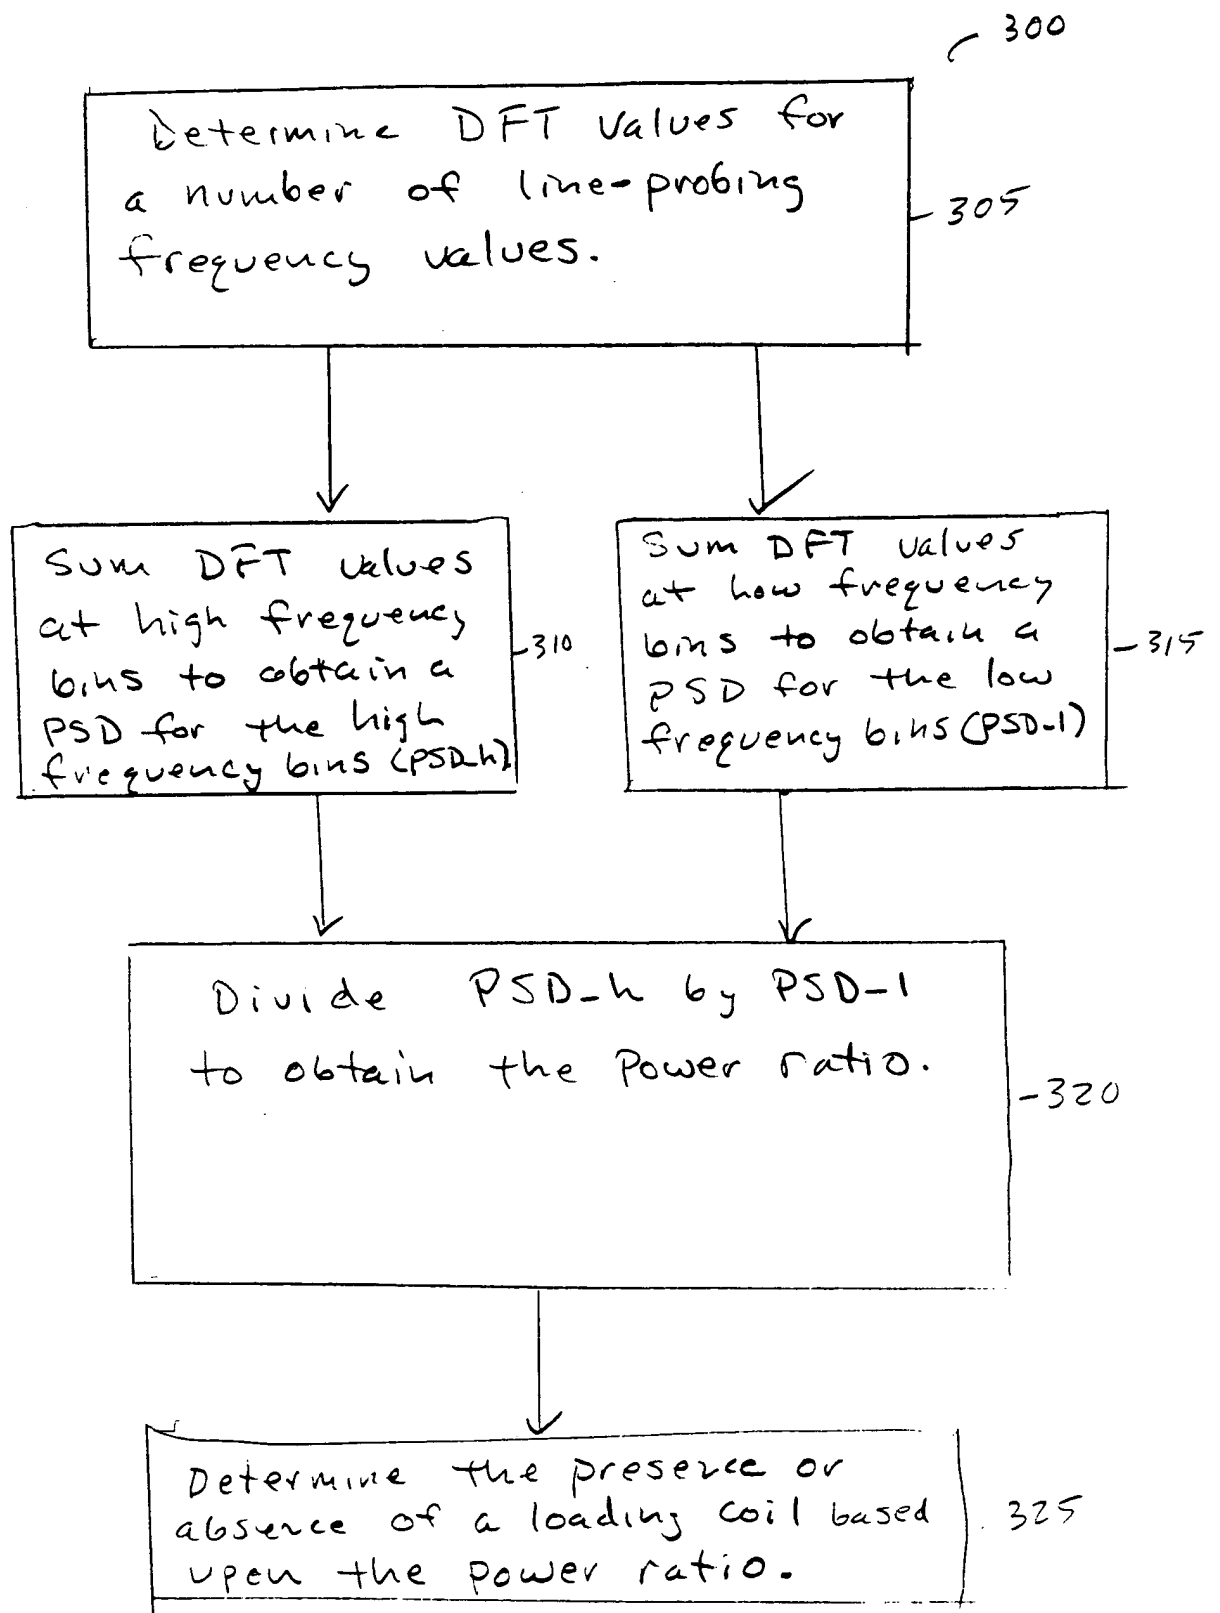 300
Determine DFT values for
a number of line-probing
frequency values.
305
Sum DFT values
at high frequency
bins to obtain a
PSD for the high
frequency bins (PSD_h)
310
Sum DFT values
at how frequency
bins to obtain a
PSD for the low
frequency bins (PSD-l)
315
Divide PSD_h by PSD-l
to obtain the Power ratio.
320
Determine the presence or
absence of a loading coil based
upon the power ratio.
325